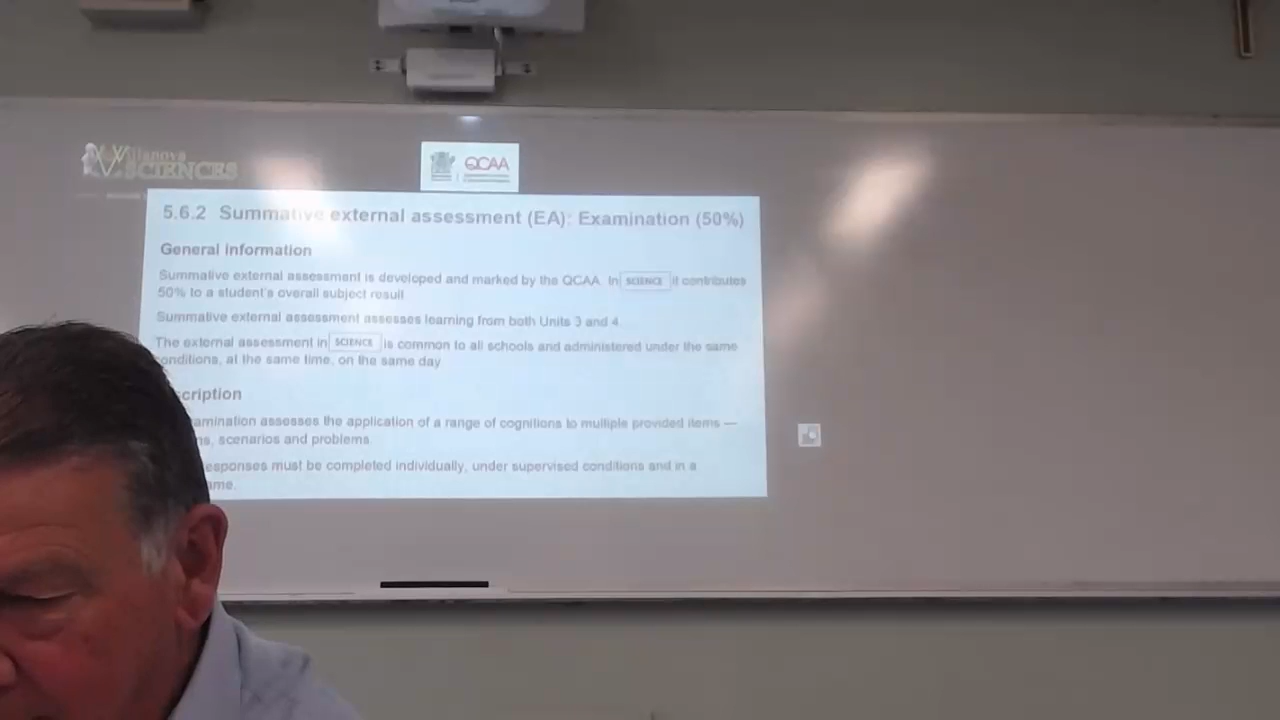 Villanova
SCIENCES
QCAA
5.6.2 Summative external assessment (EA): Examination (50%)
General information
Summative external assessment is developed and marked by the QCAA. In SCIENCE it contributes
50% to a student's overall subject result.
Summative external assessment assesses learning from both Units 3 and 4.
The external assessment in SCIENCE is common to all schools and administered under the same
onditions, at the same time, on the same day
cription
amination assesses the application of a range of cognitions to multiple provided items —
ns, scenarios and problems.
esponses must be completed individually, under supervised conditions and in a
ame.